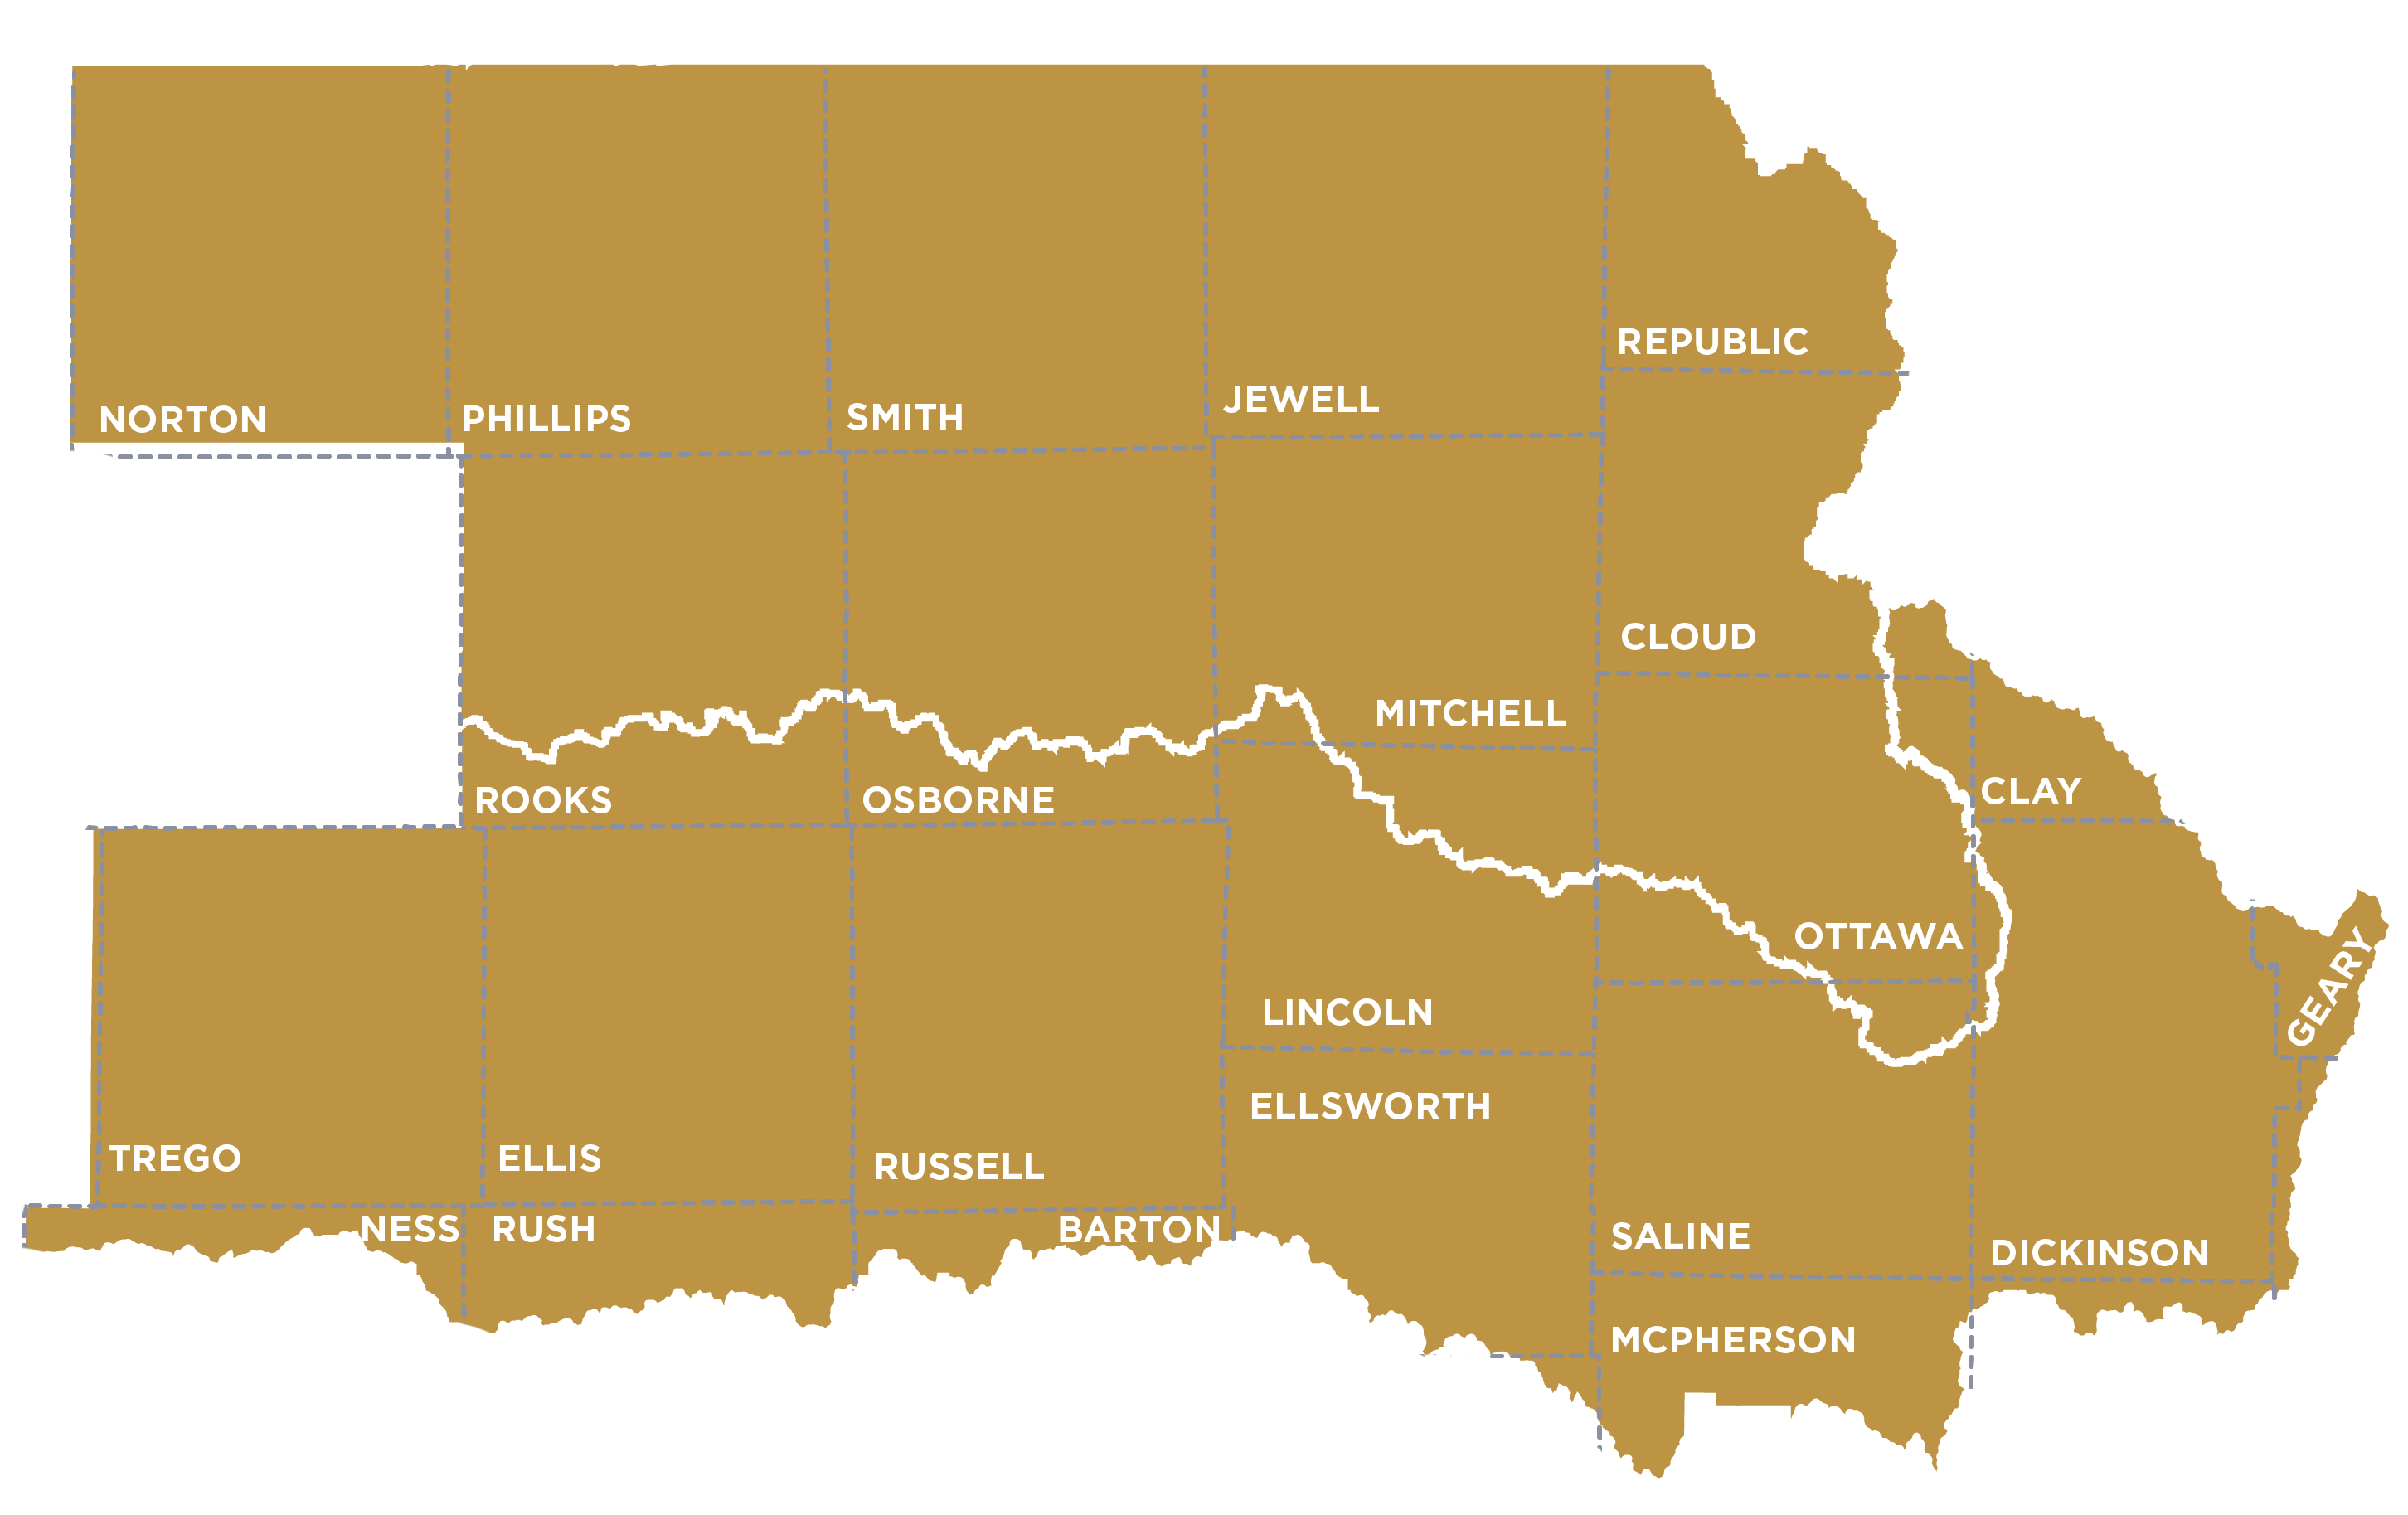 REPUBLIC
JEWELL
SMITH
PHILLIPS
NORTON
CLOUD
MITCHELL
CLAY
OSBORNE
ROOKS
OTTAWA
GEARY
LINCOLN
ELLSWORTH
TREGO
ELLIS
RUSSELL
NESS
RUSH
BARTON
SALINE
DICKINSON
MCPHERSON